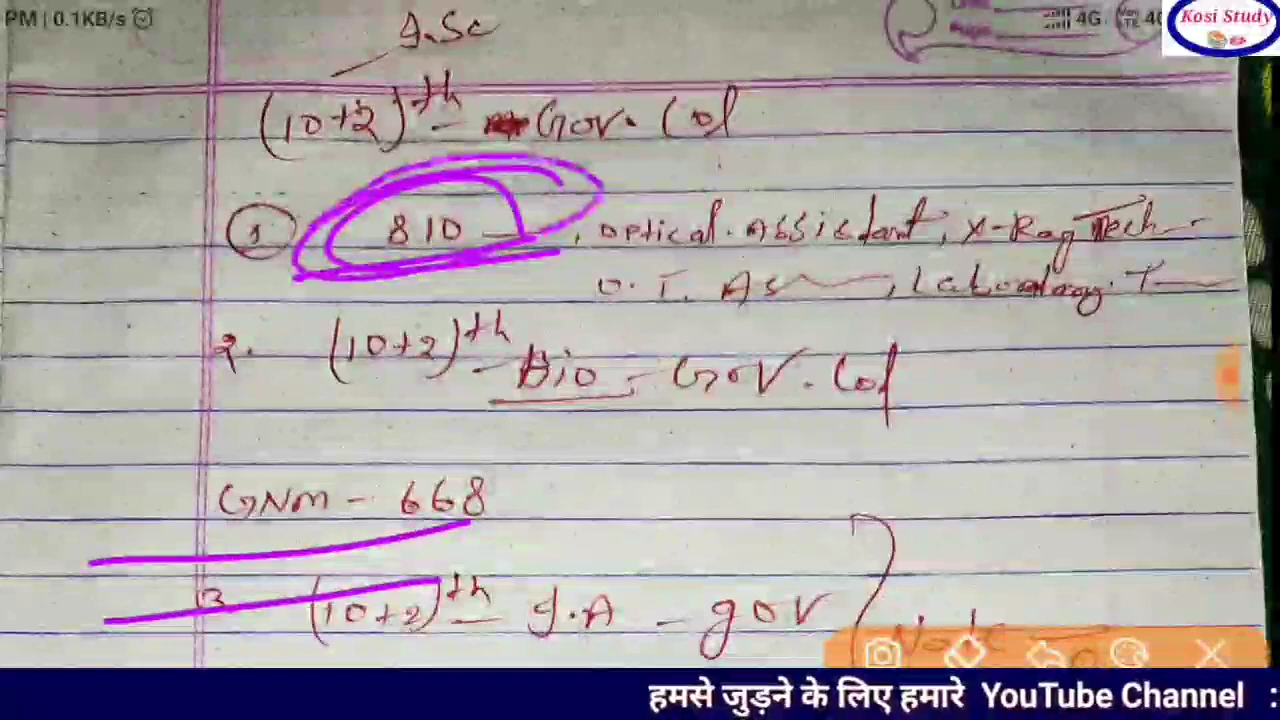 PM | 0.1KB/s
4G
Kosi Study
I.Sc
(10+2)th - Gov. Col
1 810 , optical. Assistant, X-Ray Tech
O.T. As , Laboratory. T
2. (10+2)th - Bio - Gov. Col
GNM - 668
3 (10+2)th - I.A - gov
हमसे जुड़ने के लिए हमारे YouTube Channel :